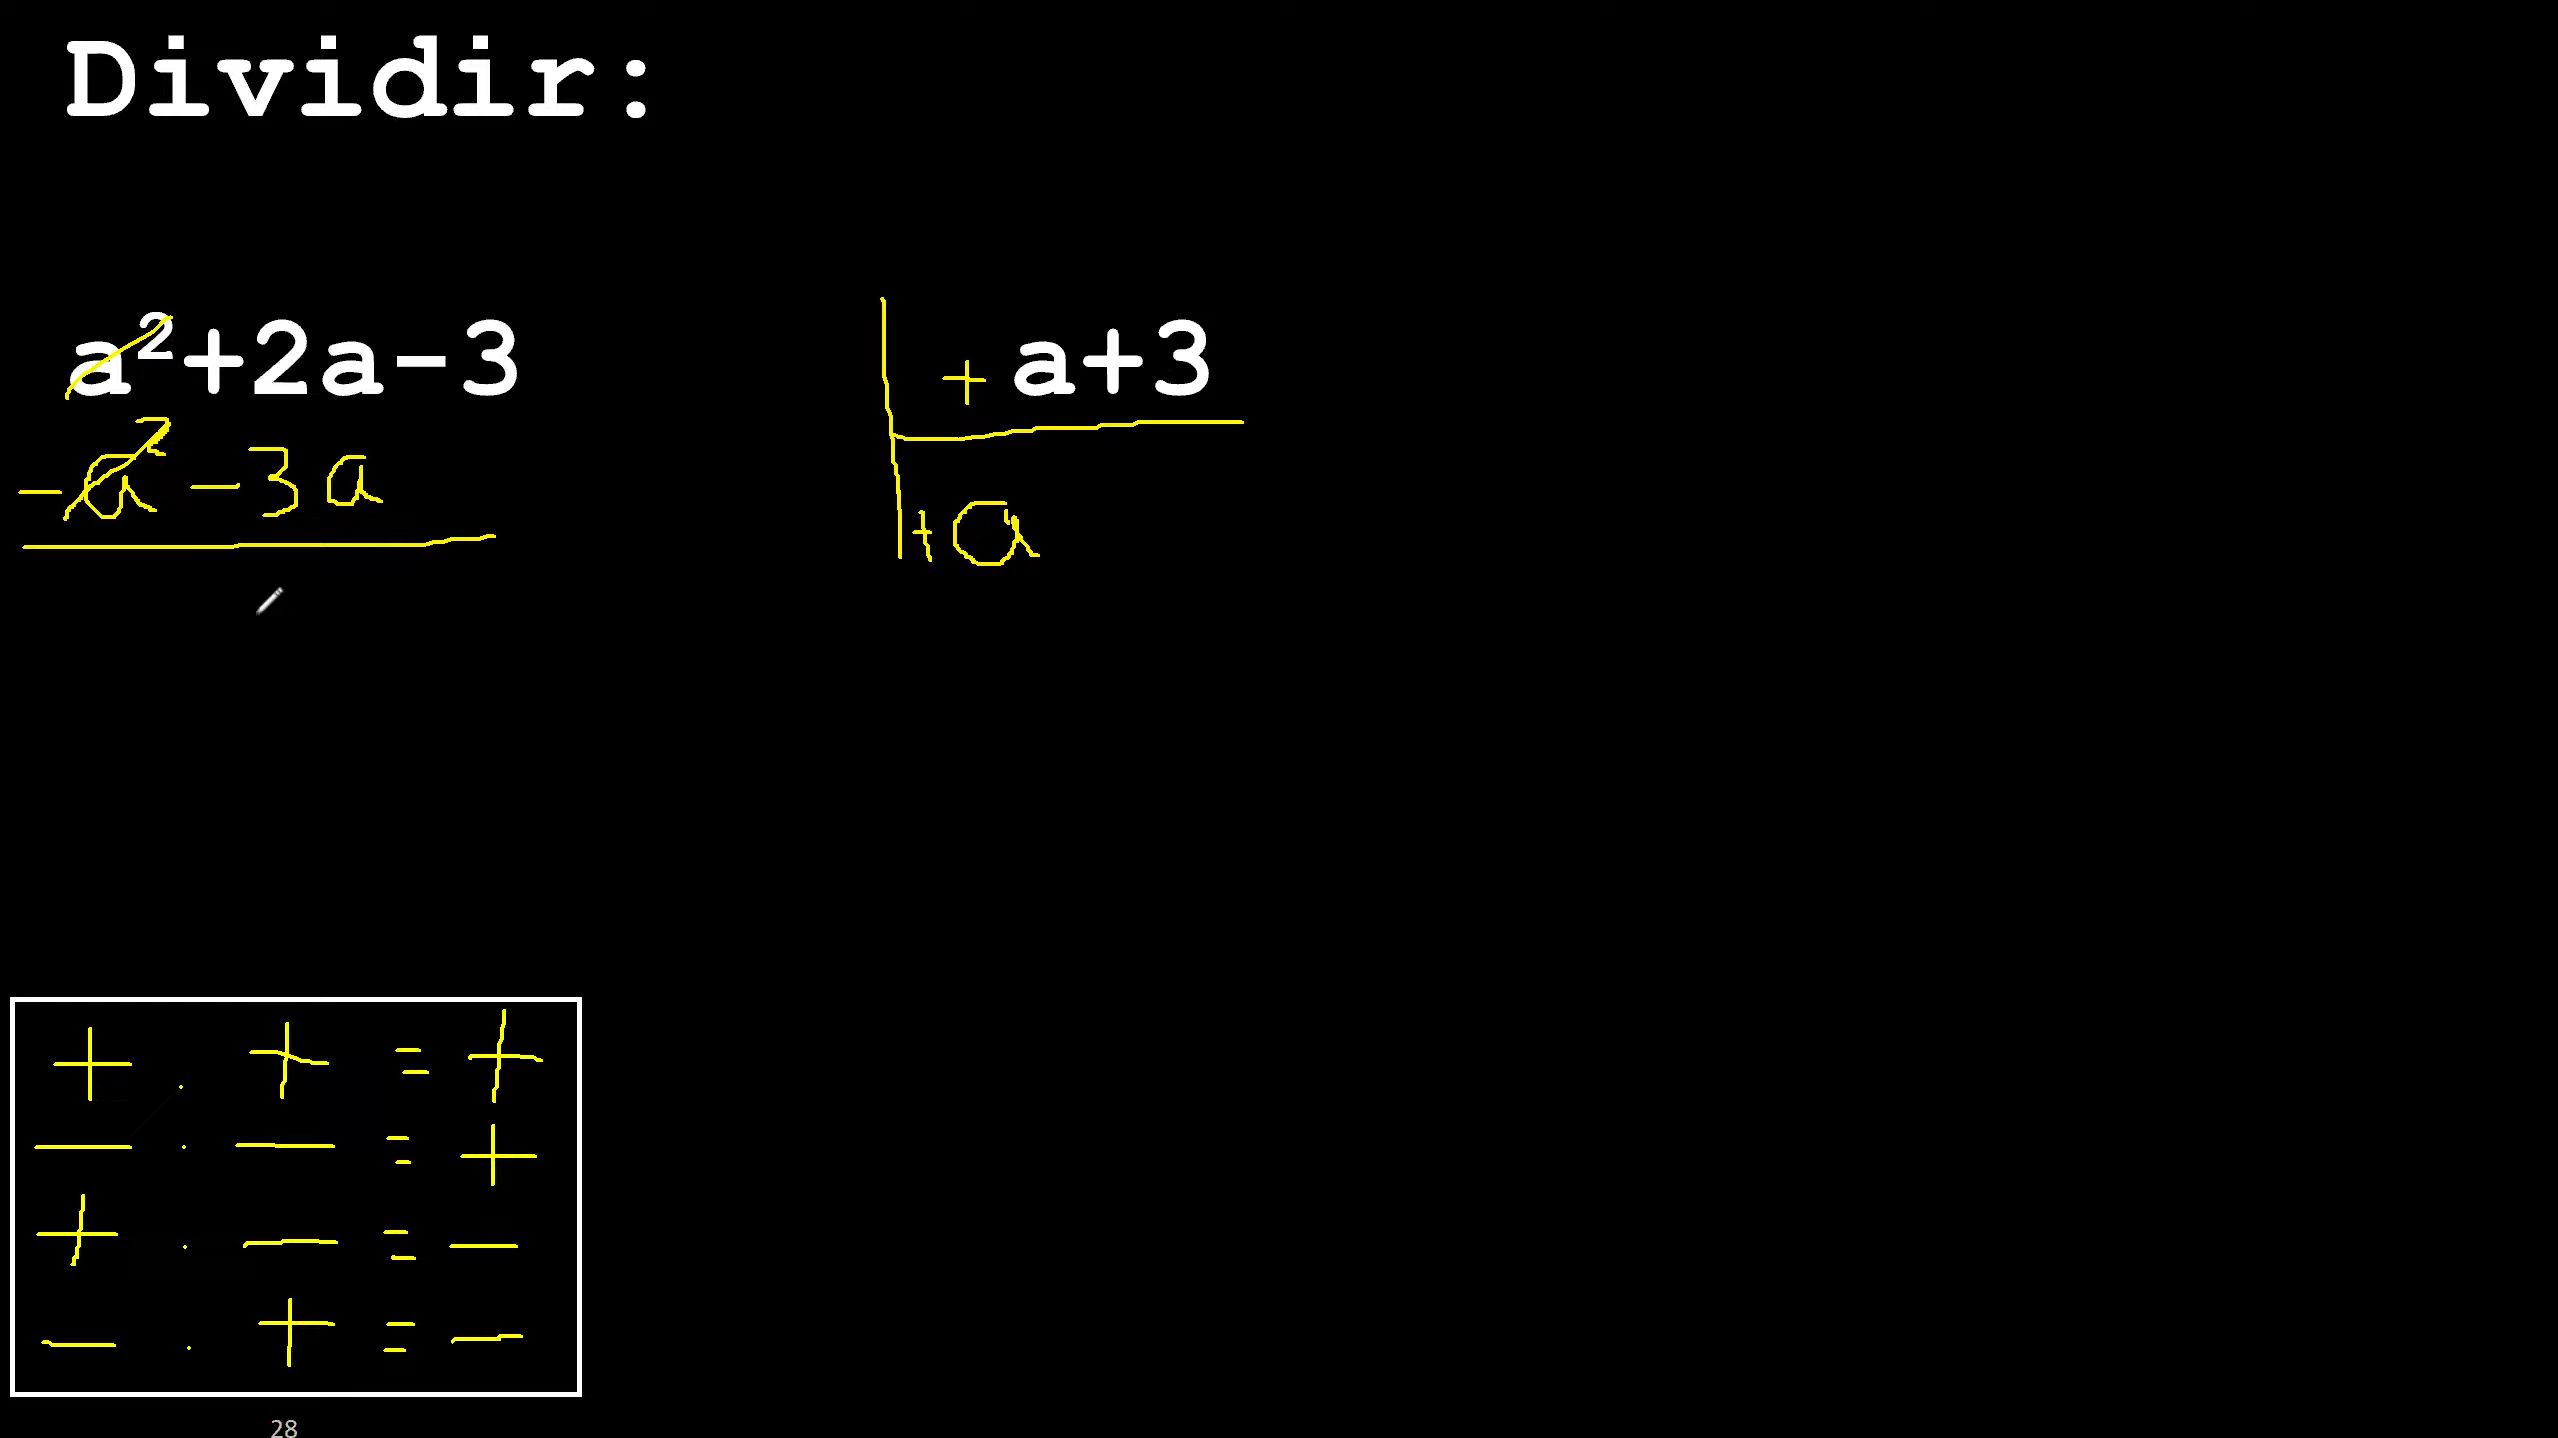 Dividir:
a²+2a-3
+ a+3
-a² -3a
+a
+ . + = +
- . - = +
+ . - = -
- . + = -
28